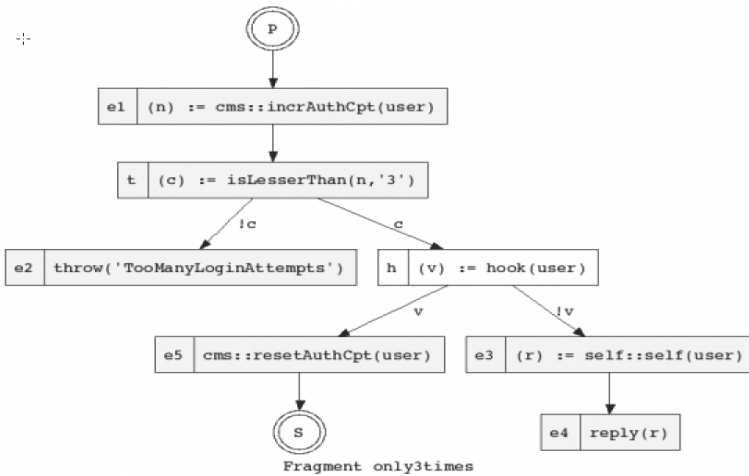 P
e1 (n) := cms::incrAuthCpt(user)
t (c) := isLesserThan(n,'3')
!c c
e2 throw('TooManyLoginAttempts') h (v) := hook(user)
v !v
e5 cms::resetAuthCpt(user) e3 (r) := self::self(user)
S e4 reply(r)
Fragment only3times